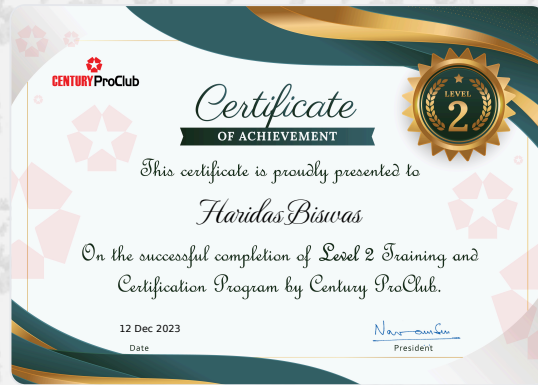 CENTURY ProClub
LEVEL
2
Certificate
OF ACHIEVEMENT
This certificate is proudly presented to
Haridas Biswas
On the successful completion of Level 2 Training and
Certification Program by Century ProClub.
12 Dec 2023
Date
President